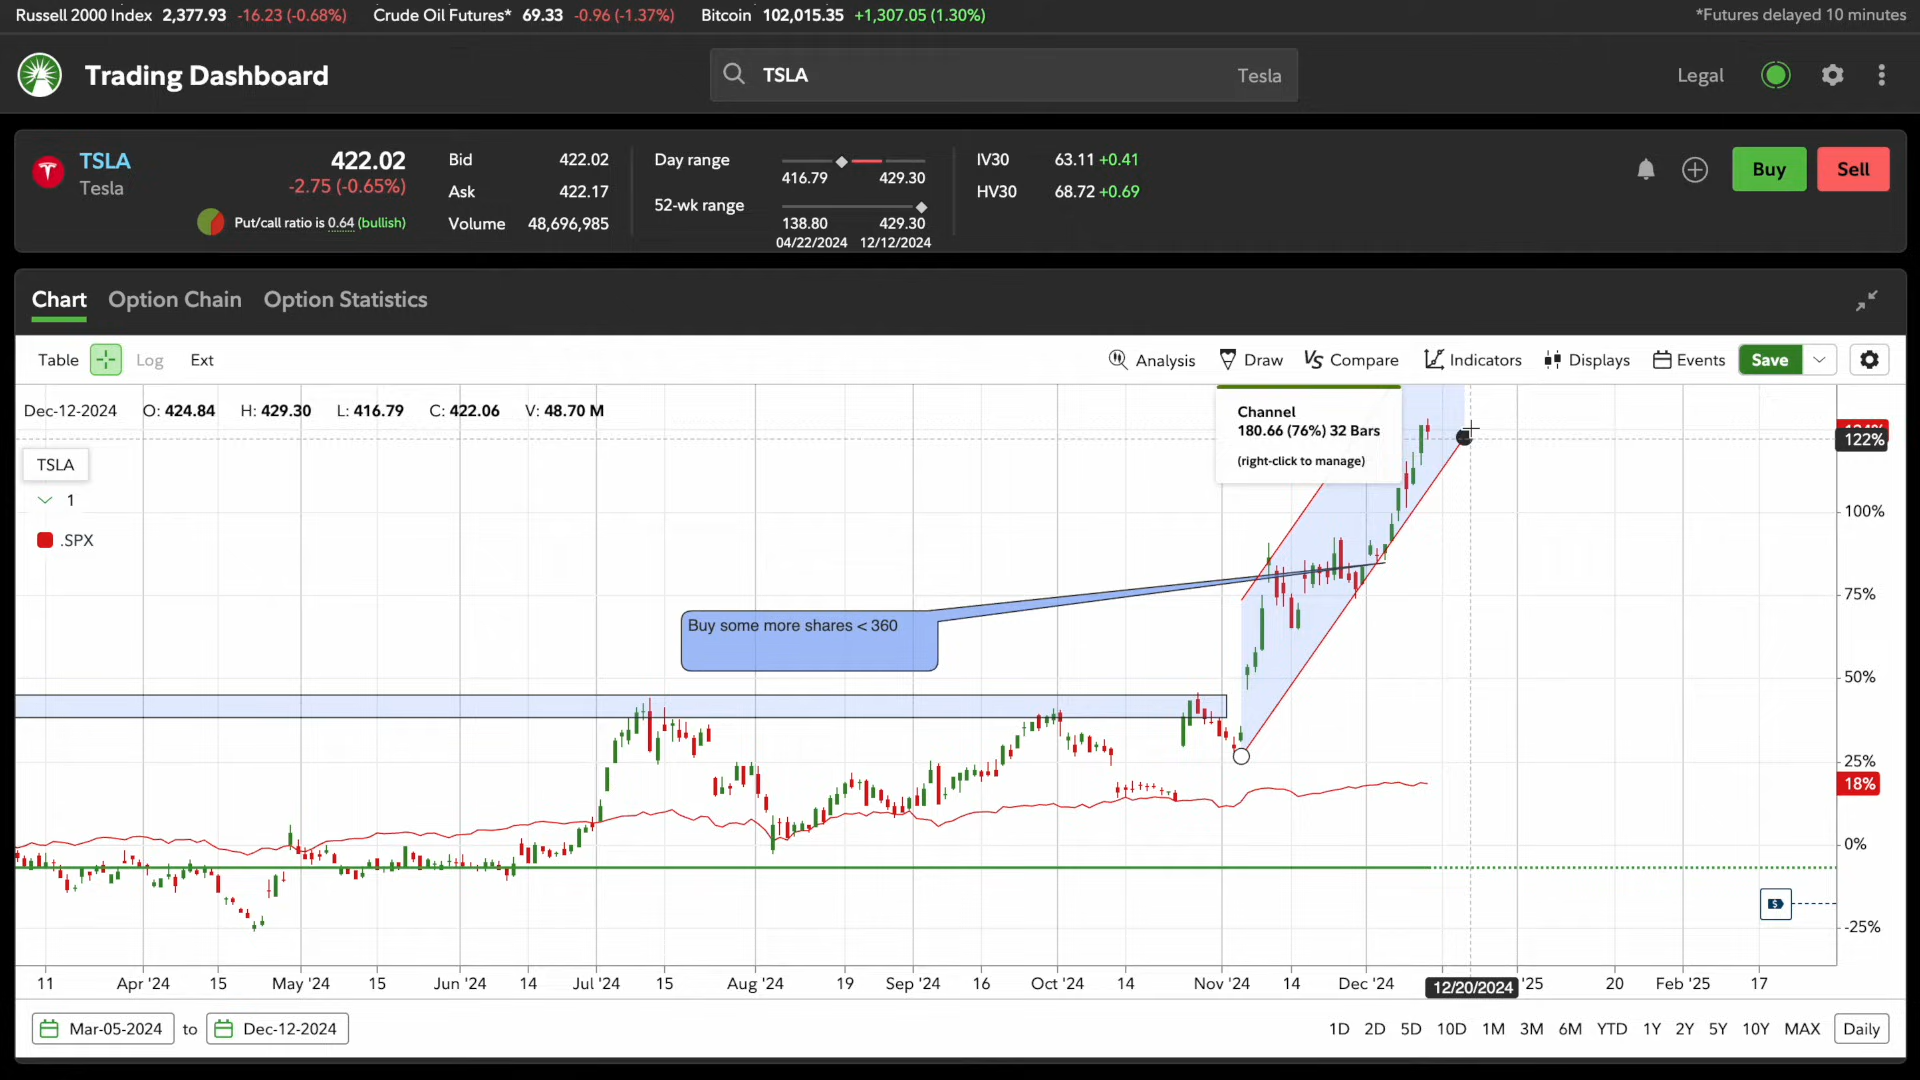 Russell 2000 Index 2,377.93 -16.23 (-0.68%) Crude Oil Futures* 69.33 -0.96 (-1.37%) Bitcoin 102,015.35 +1,307.05 (1.30%) *Futures delayed 10 minutes
Trading Dashboard TSLA Tesla Legal
TSLA 422.02 Bid 422.02 Day range IV30 63.11 +0.41 Buy Sell
Tesla -2.75 (-0.65%) Ask 422.17 416.79 429.30 HV30 68.72 +0.69
52-wk range
Put/call ratio is 0.64 (bullish) Volume 48,696,985 138.80 429.30
04/22/2024 12/12/2024
Chart Option Chain Option Statistics
Table Log Ext Analysis Draw Compare Indicators Displays Events Save
Dec-12-2024 O: 424.84 H: 429.30 L: 416.79 C: 422.06 V: 48.70 M
Channel
180.66 (76%) 32 Bars
(right-click to manage)
122%
TSLA
1
.SPX
100%
75%
Buy some more shares < 360
50%
25%
18%
0%
-25%
11 Apr '24 15 May '24 15 Jun '24 14 Jul '24 15 Aug '24 19 Sep '24 16 Oct '24 14 Nov '24 14 Dec '24 12/20/2024 '25 20 Feb '25 17
Mar-05-2024 to Dec-12-2024 1D 2D 5D 10D 1M 3M 6M YTD 1Y 2Y 5Y 10Y MAX Daily